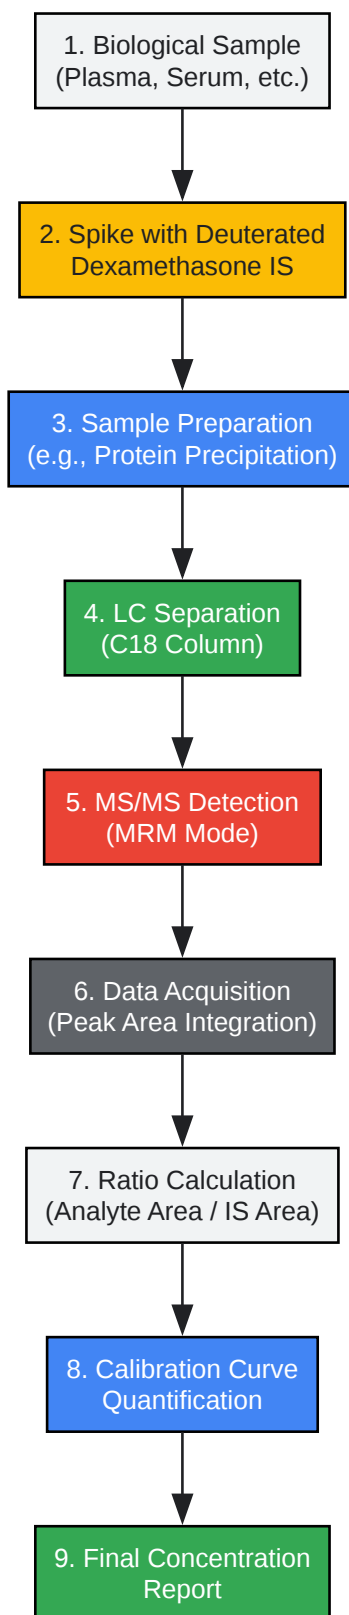 1. Biological Sample
(Plasma, Serum, etc.)
2. Spike with Deuterated
Dexamethasone IS
3. Sample Preparation
(e.g., Protein Precipitation)
4. LC Separation
(C18 Column)
5. MS/MS Detection
(MRM Mode)
6. Data Acquisition
(Peak Area Integration)
7. Ratio Calculation
(Analyte Area / IS Area)
8. Calibration Curve
Quantification
9. Final Concentration
Report